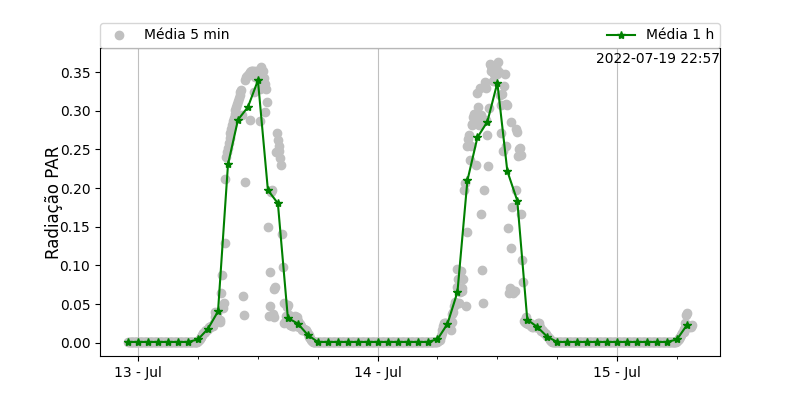 Média 5 min
Média 1 h
2022-07-19 22:57
Radiação PAR
0.35
0.30
0.25
0.20
0.15
0.10
0.05
0.00
13 - Jul
14 - Jul
15 - Jul